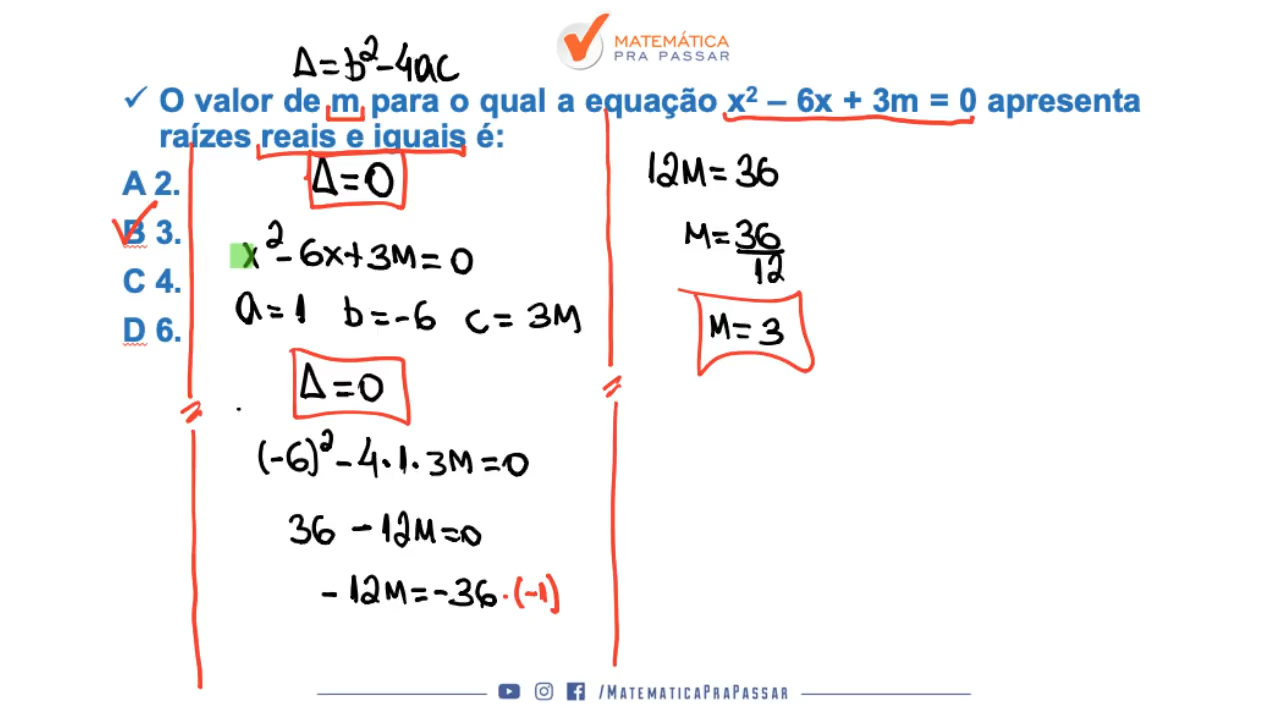 MATEMÁTICA
PRA PASSAR
Δ=b²-4ac
✓ O valor de m para o qual a equação x² – 6x + 3m = 0 apresenta
raízes reais e iguais é:
A 2.
B 3.
C 4.
D 6.
Δ=0
x²-6x+3M=0
a=1 b=-6 c=3M
Δ=0
(-6)²-4·1·3M=0
36-12M=0
-12M=-36·(-1)
12M=36
M=36/12
M=3
/MatematicaPraPassar